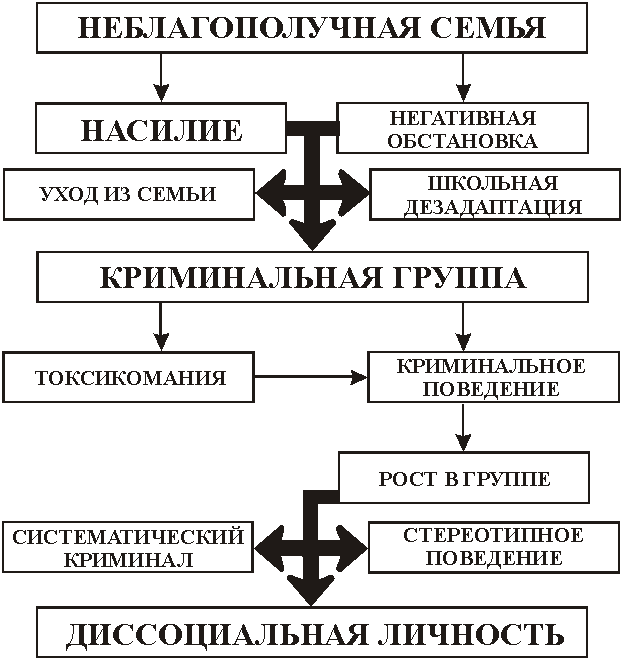 НЕБЛАГОПОЛУЧНАЯ СЕМЬЯ
НАСИЛИЕ
НЕГАТИВНАЯ
ОБСТАНОВКА
УХОД ИЗ СЕМЬИ
ШКОЛЬНАЯ
ДЕЗАДАПТАЦИЯ
КРИМИНАЛЬНАЯ ГРУППА
ТОКСИКОМАНИЯ
КРИМИНАЛЬНОЕ
ПОВЕДЕНИЕ
РОСТ В ГРУППЕ
СИСТЕМАТИЧЕСКИЙ
КРИМИНАЛ
СТЕРЕОТИПНОЕ
ПОВЕДЕНИЕ
ДИССОЦИАЛЬНАЯ ЛИЧНОСТЬ